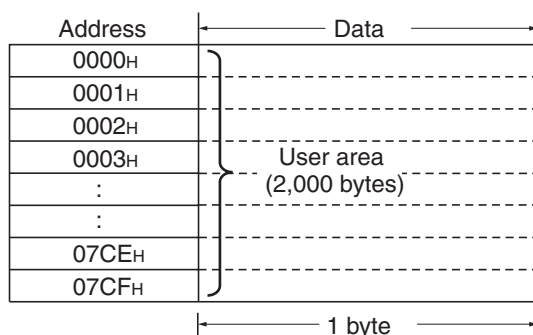 Address Data
0000H
0001H
0002H
0003H
:
:
07CEH
07CFH
User area
(2,000 bytes)
1 byte